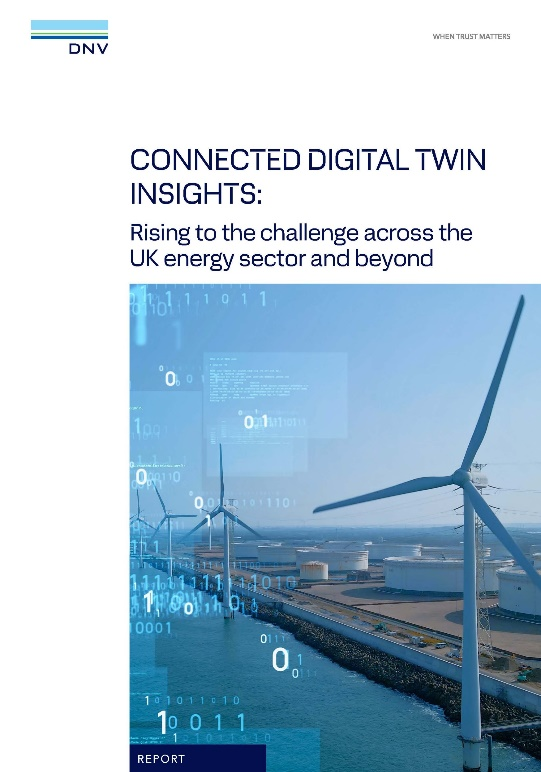 DNV
WHEN TRUST MATTERS
CONNECTED DIGITAL TWIN
INSIGHTS:
Rising to the challenge across the
UK energy sector and beyond
REPORT